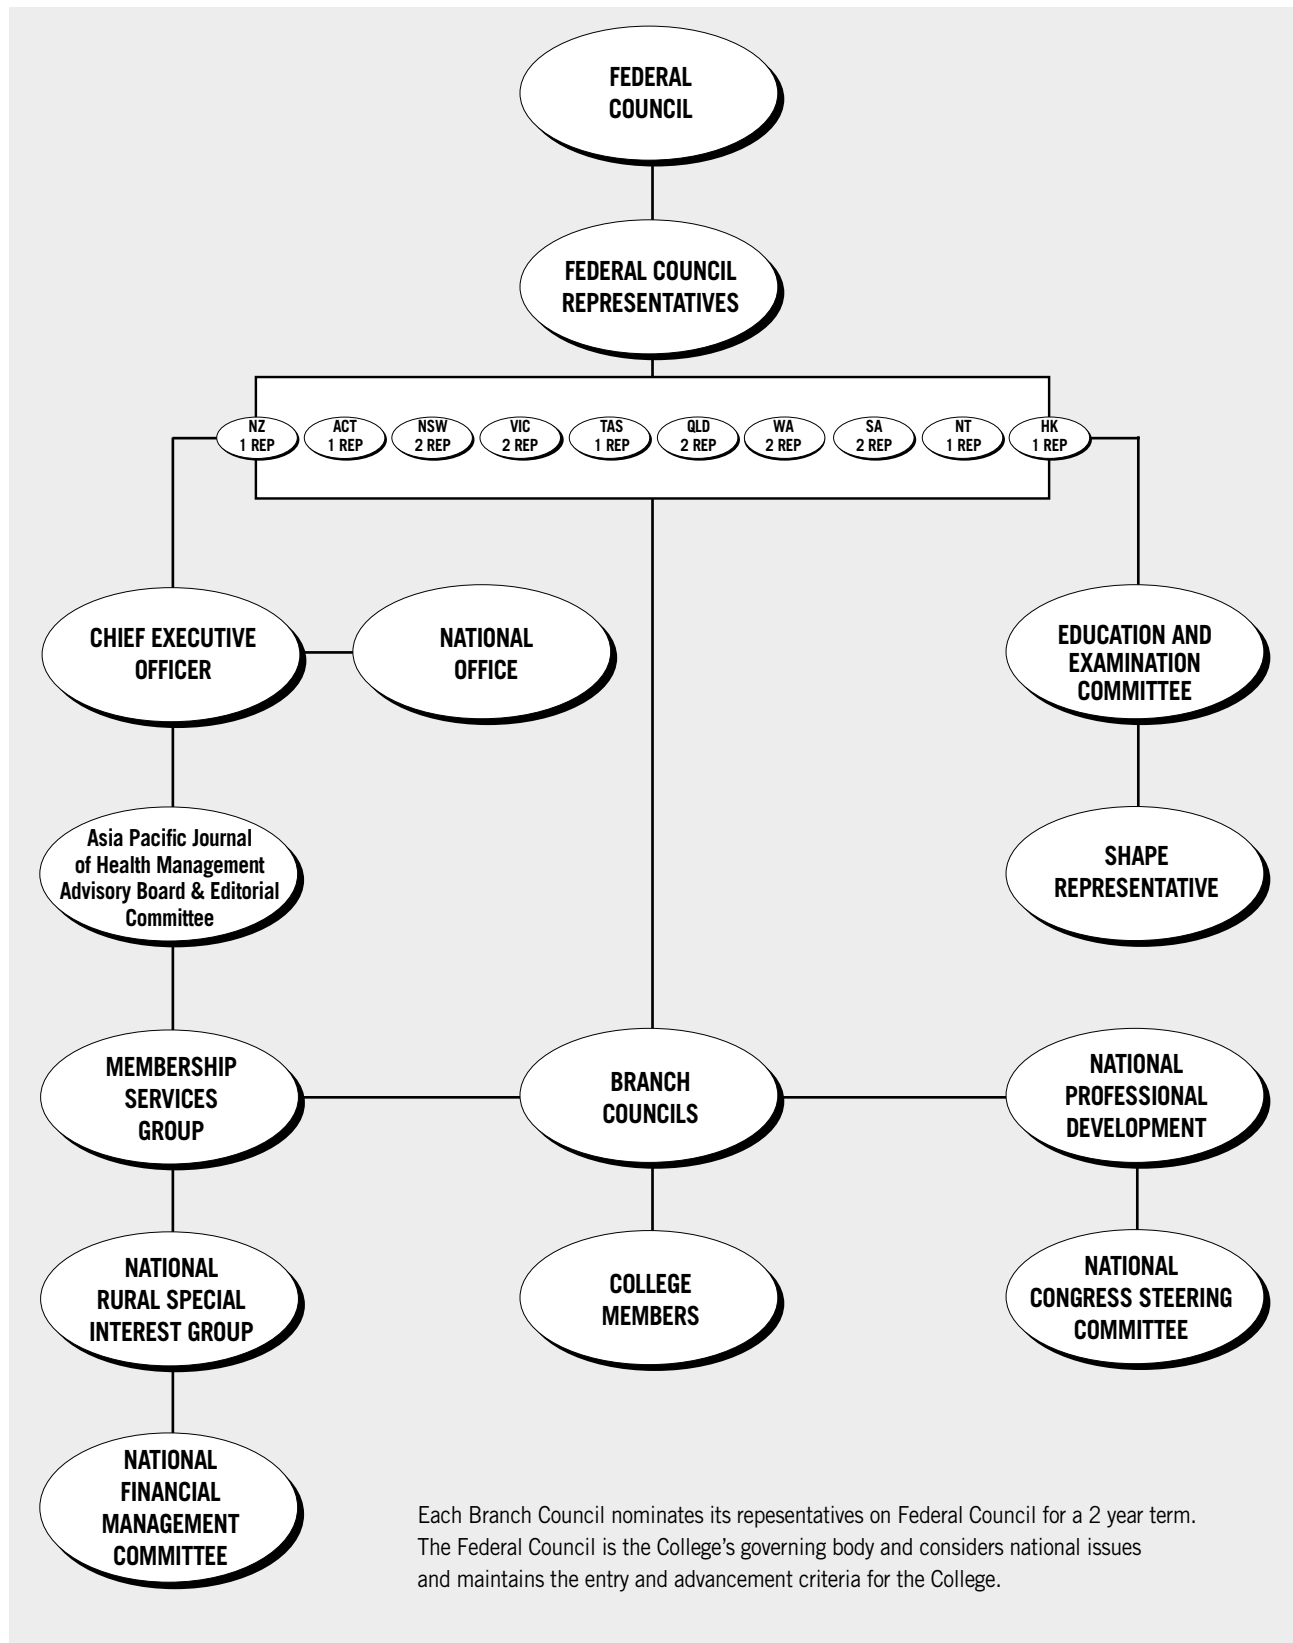 FEDERAL
COUNCIL
FEDERAL COUNCIL
REPRESENTATIVES
NZ
1 REP
ACT
1 REP
NSW
2 REP
VIC
2 REP
TAS
1 REP
QLD
2 REP
WA
2 REP
SA
2 REP
NT
1 REP
HK
1 REP
CHIEF EXECUTIVE
OFFICER
NATIONAL
OFFICE
EDUCATION AND
EXAMINATION
COMMITTEE
Asia Pacific Journal
of Health Management
Advisory Board & Editorial
Committee
SHAPE
REPRESENTATIVE
MEMBERSHIP
SERVICES
GROUP
BRANCH
COUNCILS
NATIONAL
PROFESSIONAL
DEVELOPMENT
NATIONAL
RURAL SPECIAL
INTEREST GROUP
COLLEGE
MEMBERS
NATIONAL
CONGRESS STEERING
COMMITTEE
NATIONAL
FINANCIAL
MANAGEMENT
COMMITTEE
Each Branch Council nominates its repesentatives on Federal Council for a 2 year term.
The Federal Council is the College's governing body and considers national issues
and maintains the entry and advancement criteria for the College.